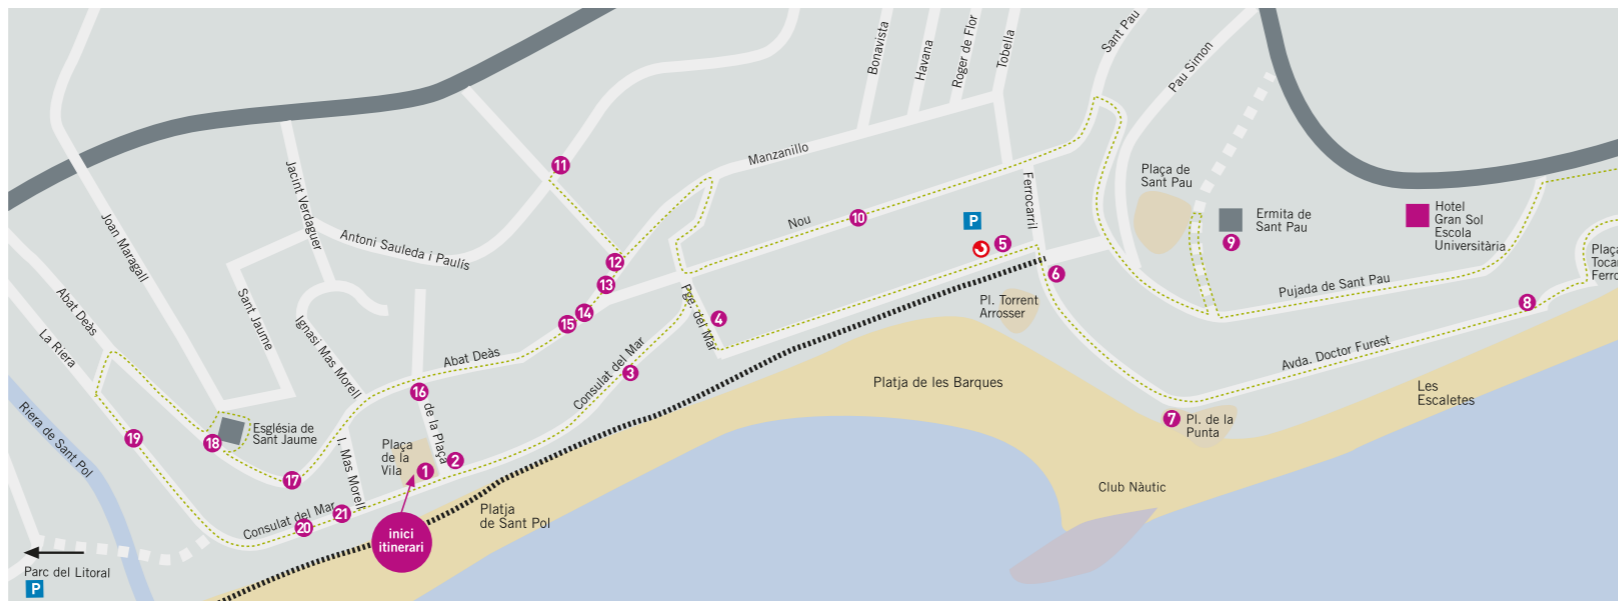 Bonavista
Havana
Roger de Flor
Tobella
Sant Pau
Pau Simon
Manzanillo
11
Plaça de
Sant Pau
Jacint Verdaguer
Joan Maragall
Antoni Sauleda i Paulís
Nou
10
P
5
Ferrocarril
Ermita de
Sant Pau
9
Hotel
Gran Sol
Escola
Universitària
Plaça
Tocar
Ferro
12
13
14
15
6
Pl. Torrent
Arrosser
Pujada de Sant Pau
8
Abat Deàs
La Riera
Sant Jaume
Ignasi Mas Morell
Abat Deàs
Pge. del Mar
4
Consulat del Mar
3
Avda. Doctor Furest
Platja de les Barques
Les
Escaletes
Riera de Sant Pol
19
18
Església de
Sant Jaume
17
I. Mas Morell
16
de la Plaça
Plaça
de la
Vila
1
2
7
Pl. de la
Punta
Consulat del Mar
20
21
inici
itinerari
Platja
de Sant Pol
Club Nàutic
Parc del Litoral
P